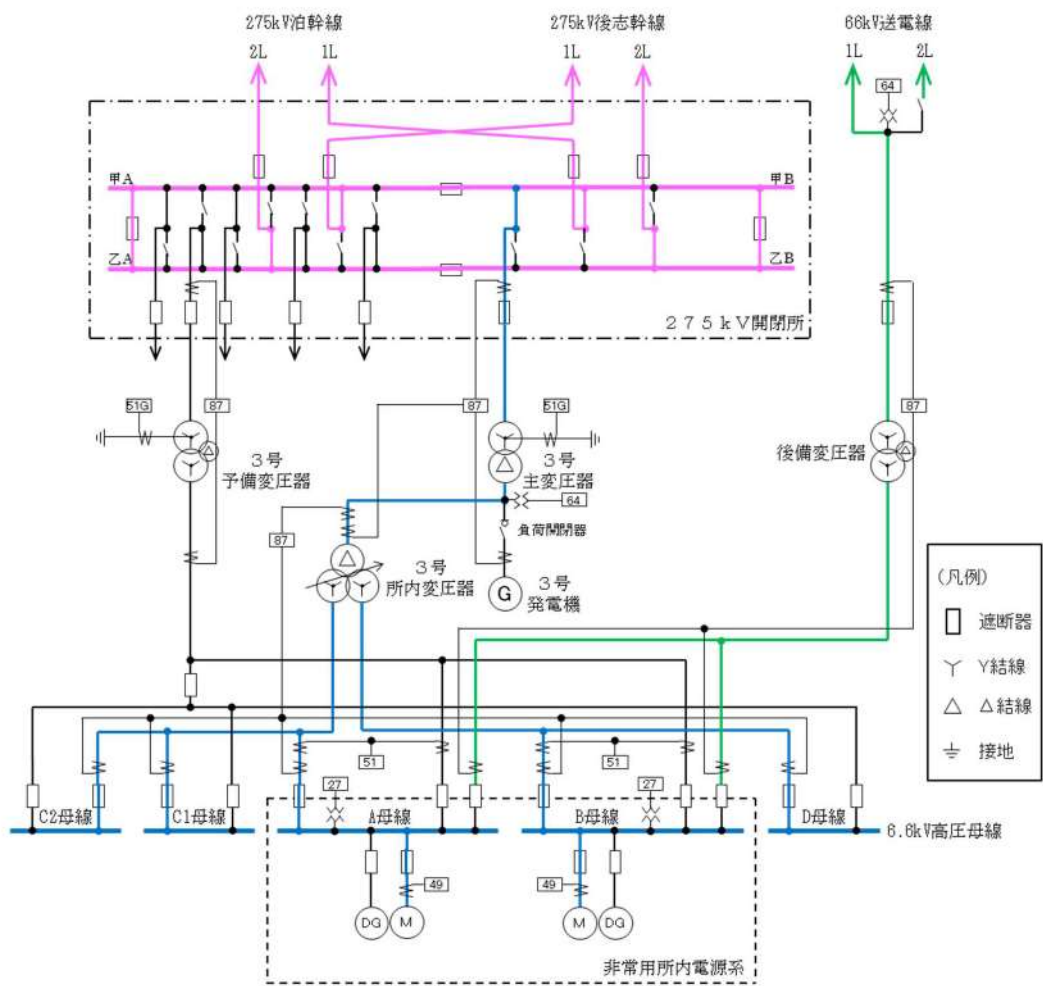 275kV泊幹線
275kV後志幹線
66kV送電線
2L
1L
1L
2L
1L
2L
64
甲A
甲B
乙A
乙B
275kV開閉所
51G
87
87
51G
87
3号
予備変圧器
3号
主変圧器
後備変圧器
64
87
負荷開閉器
3号
所内変圧器
G
3号
発電機
(凡例)
遮断器
Y結線
△結線
接地
51
51
27
27
C2母線
C1母線
A母線
B母線
D母線
6.6kV高圧母線
49
49
DG
M
M
DG
非常用所内電源系